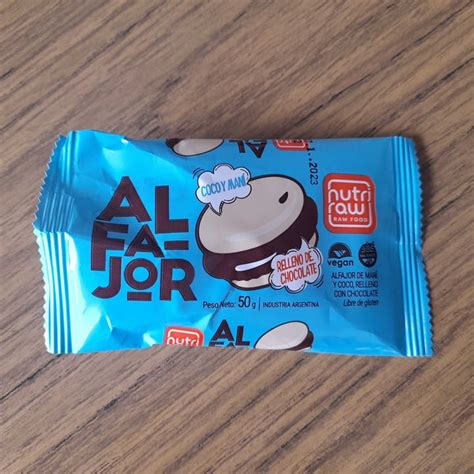 2023
AL
FA-
JOR
COCO Y MANÍ
RELLENO DE
CHOCOLATE
Peso Neto: 50 g | INDUSTRIA ARGENTINA
nutri
raw
RAW FOOD
vegan
ALFAJOR DE MANÍ
Y COCO, RELLENO
CON CHOCOLATE
Libre de gluten
nutri
AL